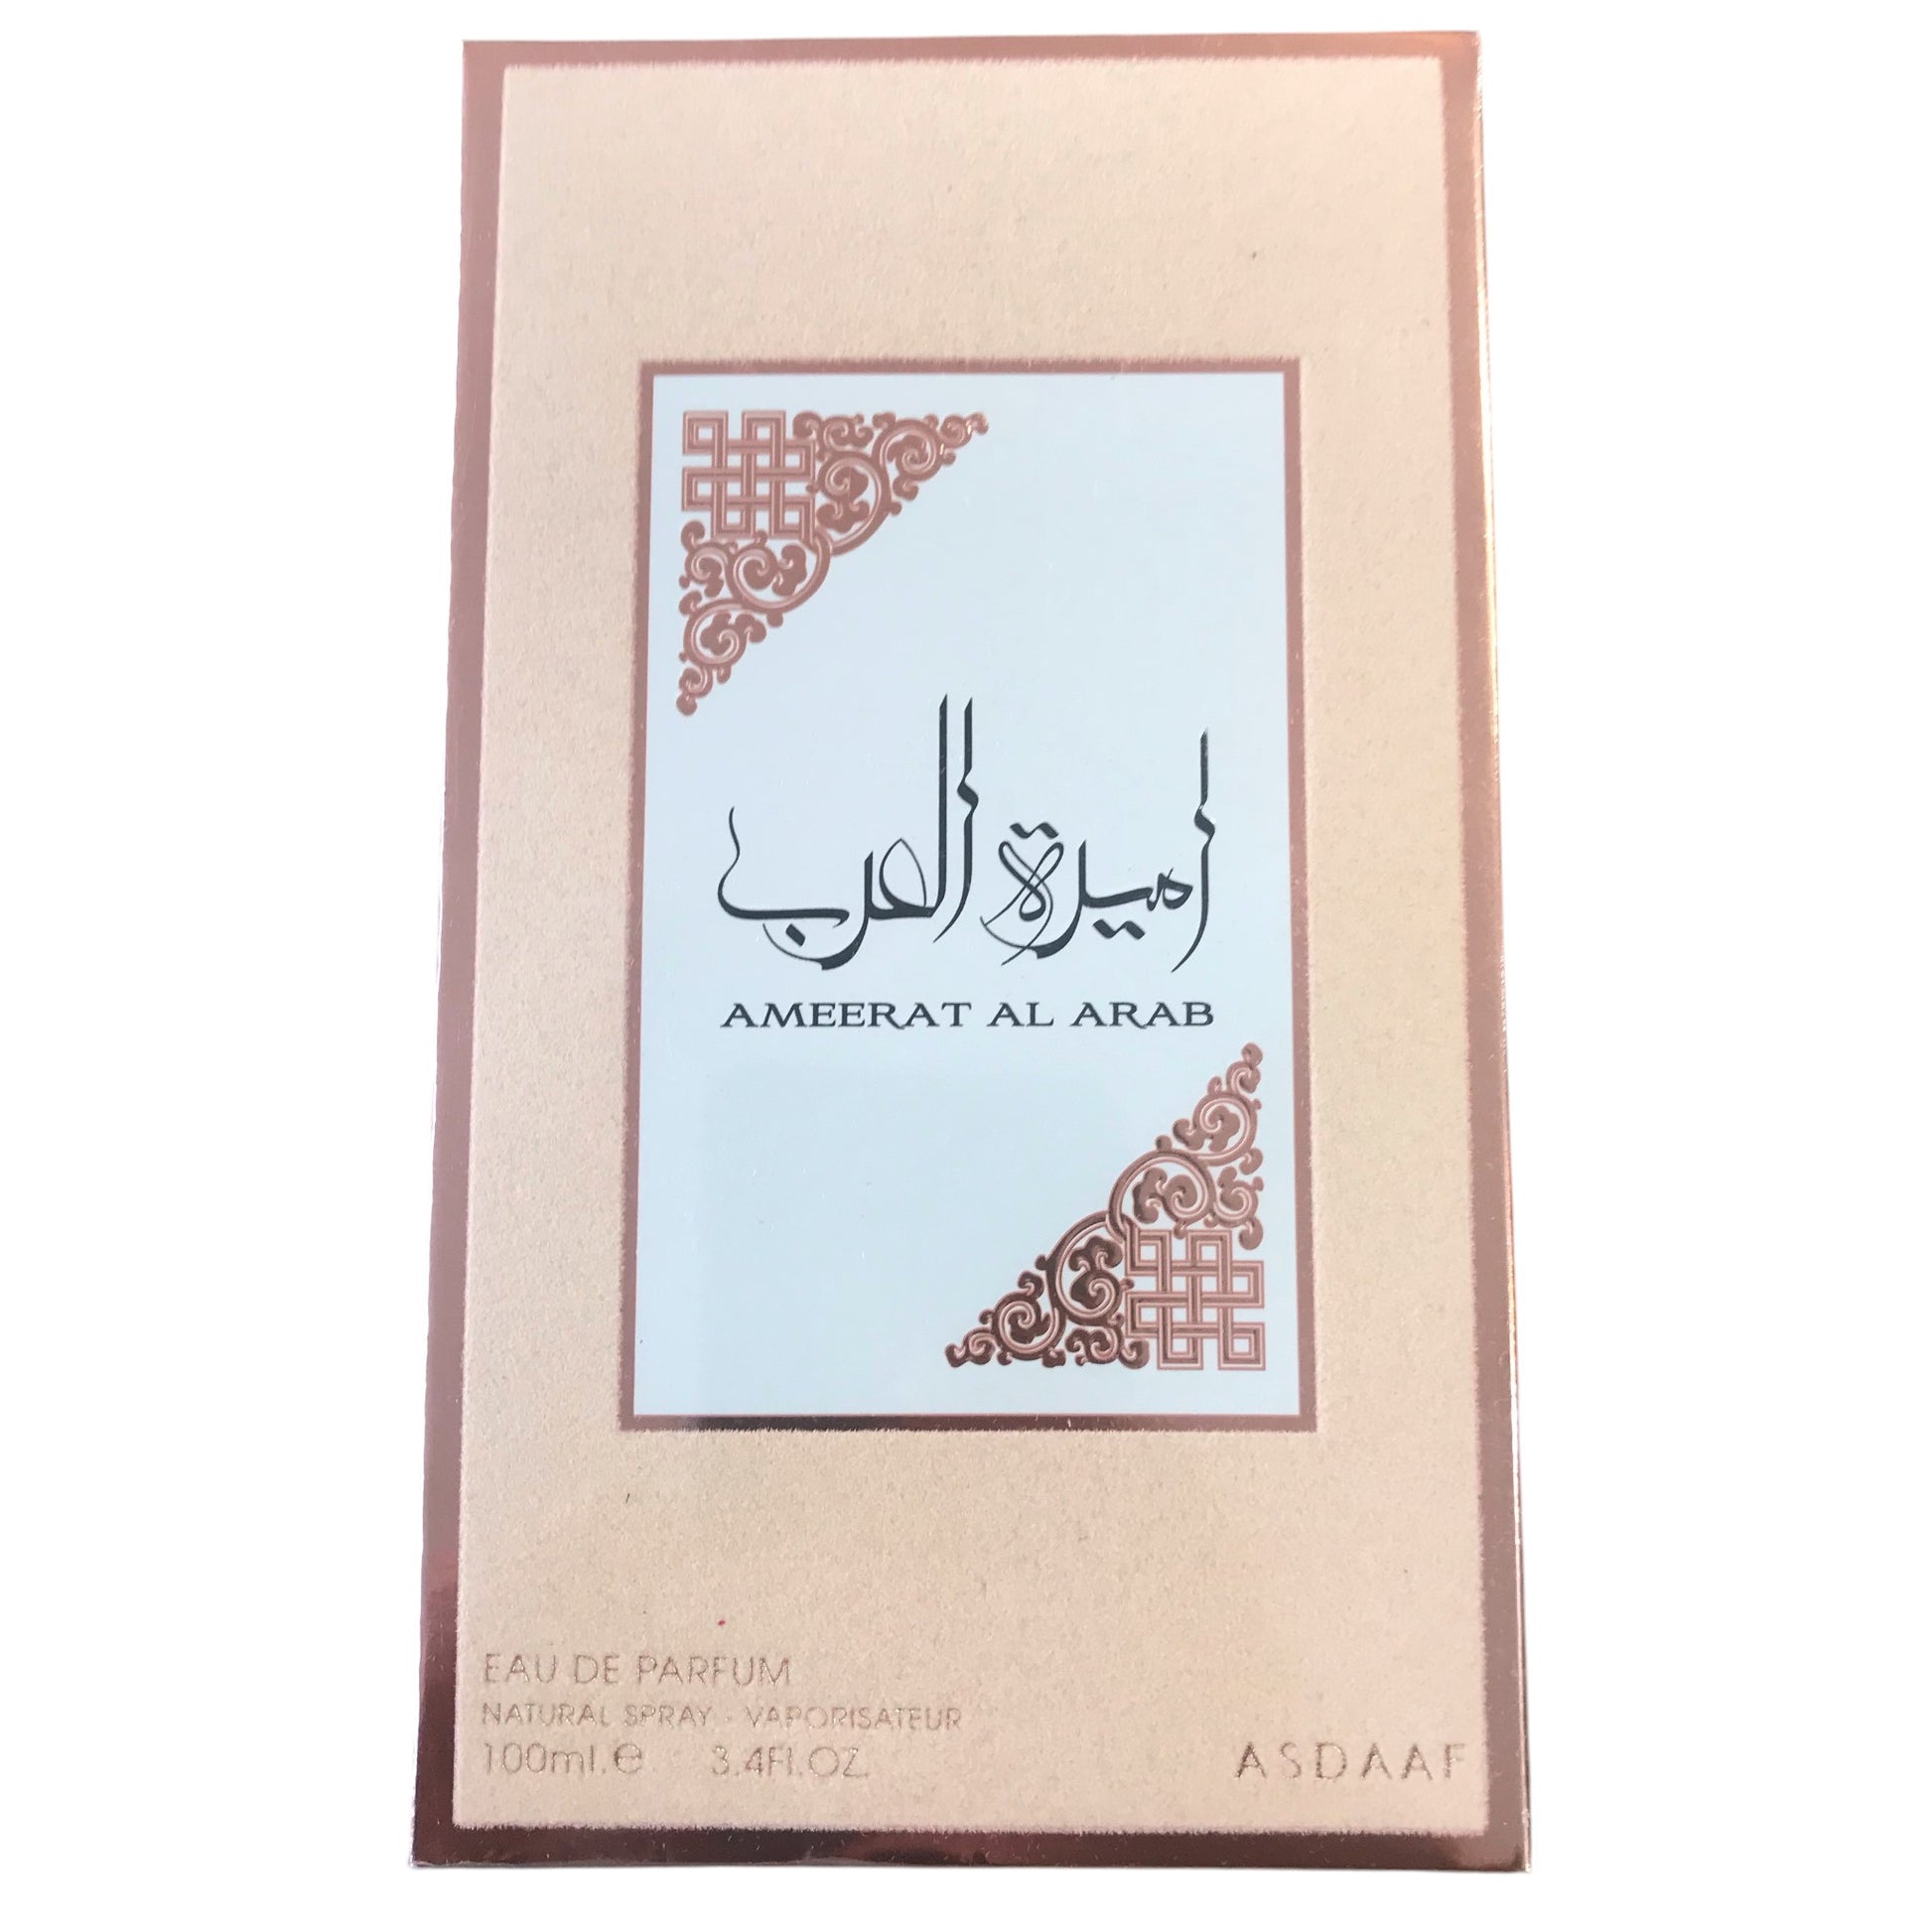 اميرة العرب
AMEERAT AL ARAB
EAU DE PARFUM
NATURAL SPRAY - VAPORISATEUR
100ml.e 3.4Fl.OZ.
ASDAAF